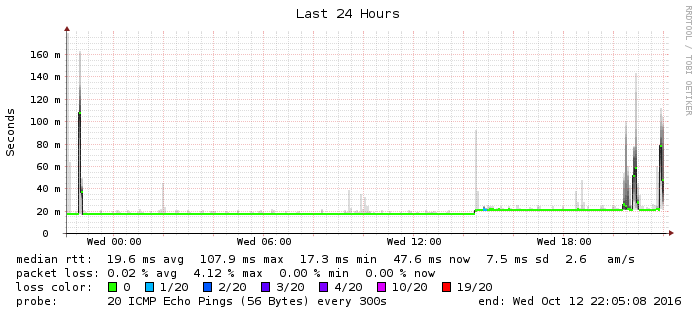 Last 24 Hours
RRDTOOL / TOBI OETIKER
Seconds
160 m
140 m
120 m
100 m
80 m
60 m
40 m
20 m
0
Wed 00:00 Wed 06:00 Wed 12:00 Wed 18:00
median rtt: 19.6 ms avg 107.9 ms max 17.3 ms min 47.6 ms now 7.5 ms sd 2.6 am/s
packet loss: 0.02 % avg 4.12 % max 0.00 % min 0.00 % now
loss color: 0 1/20 2/20 3/20 4/20 10/20 19/20
probe: 20 ICMP Echo Pings (56 Bytes) every 300s end: Wed Oct 12 22:05:08 2016